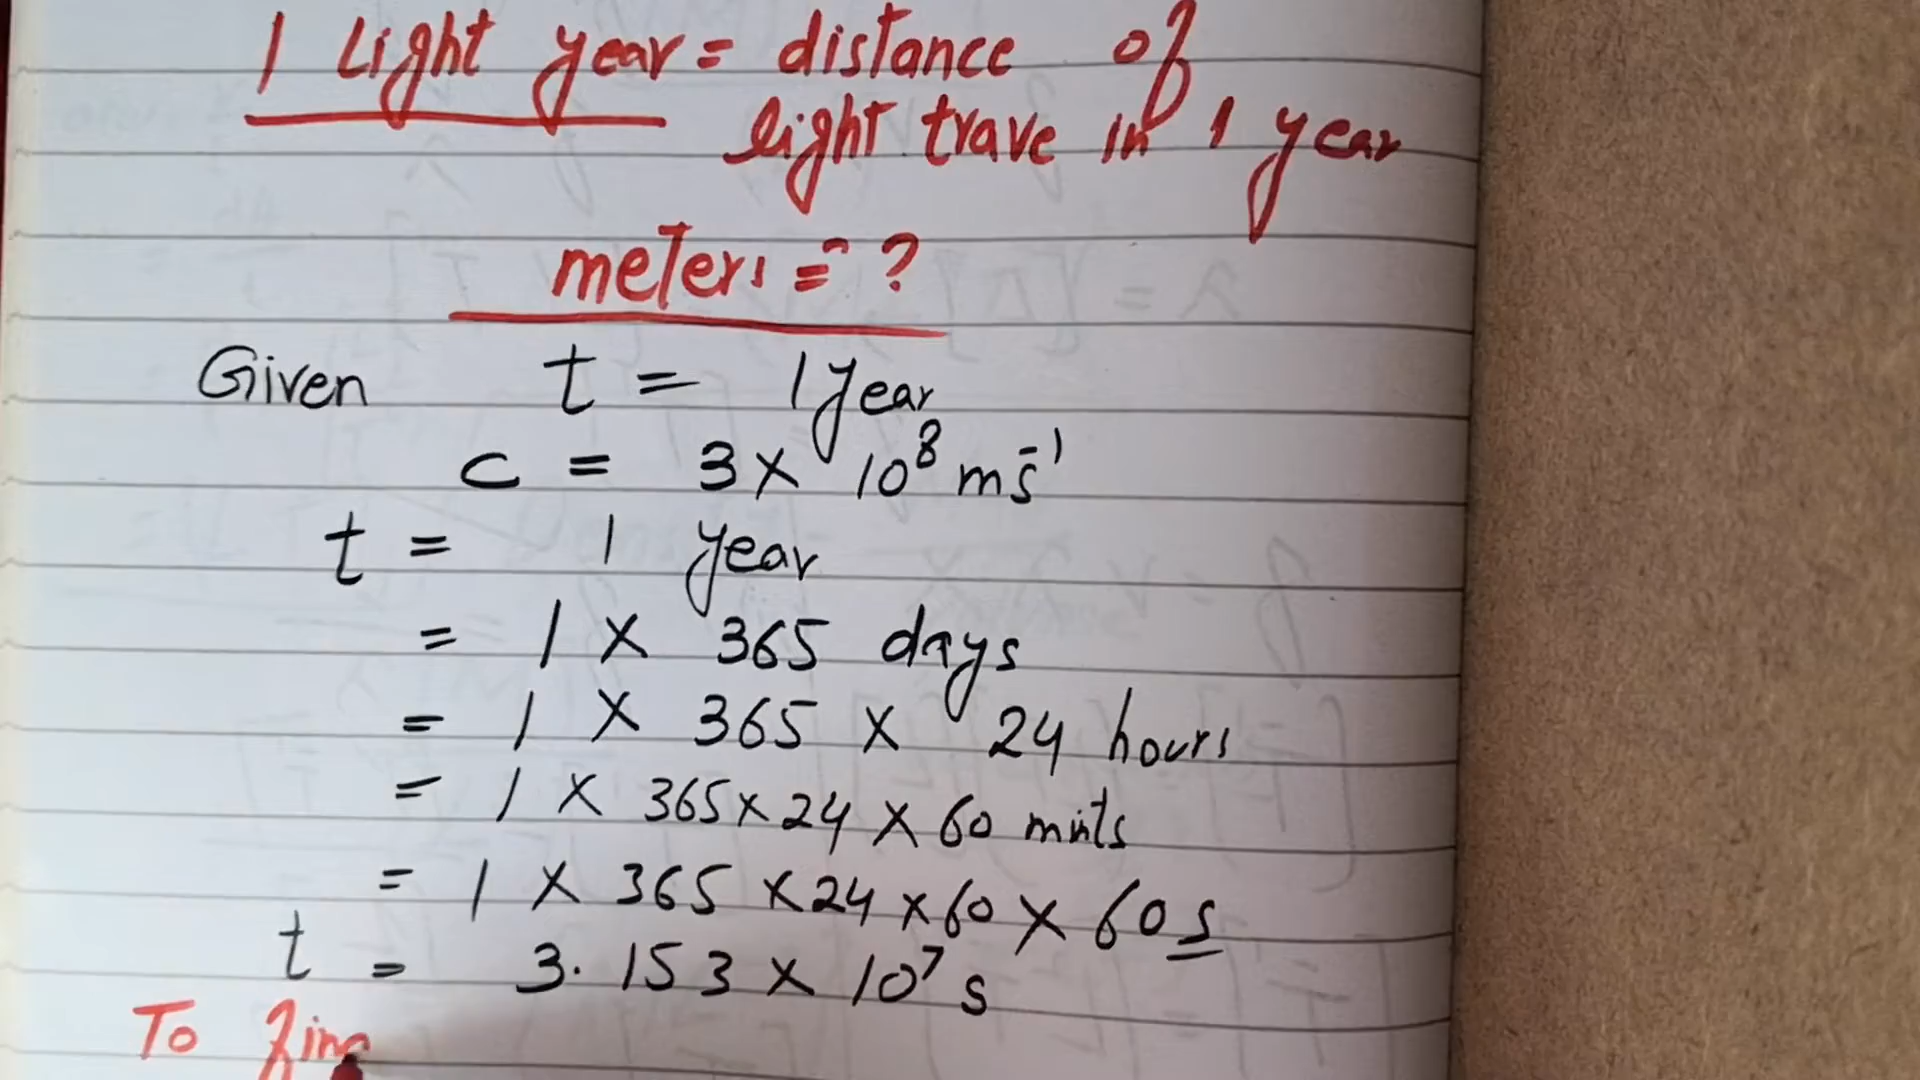 1 Light year = distance of
light trave in 1 year
meters = ?
Given t = 1 year
c = 3 × 10⁸ ms⁻¹
t = 1 year
= 1 × 365 days
= 1 × 365 × 24 hours
= 1 × 365 × 24 × 60 mints
= 1 × 365 × 24 × 60 × 60 s
t = 3.153 × 10⁷ s
To